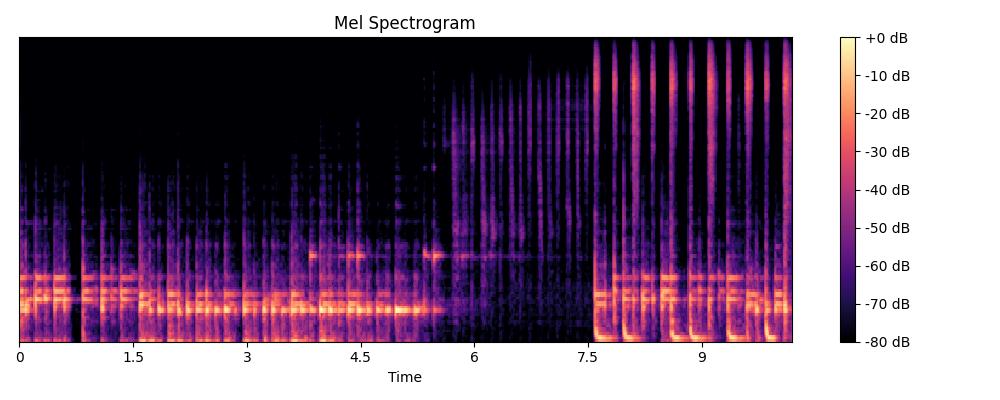 Mel Spectrogram
+0 dB
-10 dB
-20 dB
-30 dB
-40 dB
-50 dB
-60 dB
-70 dB
-80 dB
0 1.5 3 4.5 6 7.5 9
Time